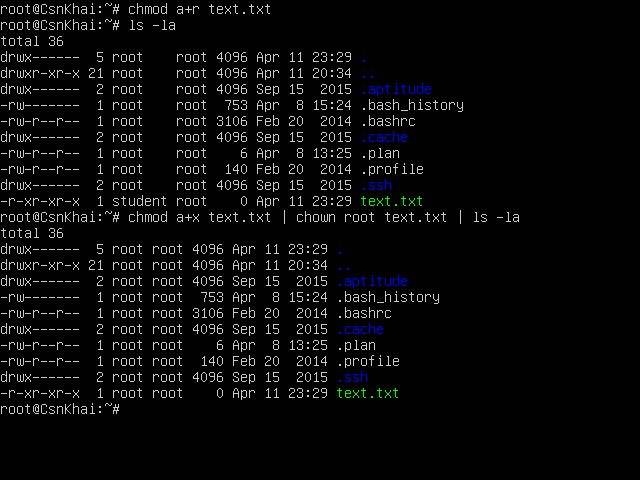 root@CsnKhai:~# chmod a+r text.txt
root@CsnKhai:~# ls -la
total 36
drwx------  5 root    root 4096 Apr 11 23:29 .
drwxr-xr-x 21 root    root 4096 Apr 11 20:34 ..
drwx------  2 root    root 4096 Sep 15  2015 .aptitude
-rw-------  1 root    root  753 Apr  8 15:24 .bash_history
-rw-r--r--  1 root    root 3106 Feb 20  2014 .bashrc
drwx------  2 root    root 4096 Sep 15  2015 .cache
-rw-r--r--  1 root    root    6 Apr  8 13:25 .plan
-rw-r--r--  1 root    root  140 Feb 20  2014 .profile
drwx------  2 root    root 4096 Sep 15  2015 .ssh
-r-xr-xr-x  1 student root    0 Apr 11 23:29 text.txt
root@CsnKhai:~# chmod a+x text.txt | chown root text.txt | ls -la
total 36
drwx------  5 root root 4096 Apr 11 23:29 .
drwxr-xr-x 21 root root 4096 Apr 11 20:34 ..
drwx------  2 root root 4096 Sep 15  2015 .aptitude
-rw-------  1 root root  753 Apr  8 15:24 .bash_history
-rw-r--r--  1 root root 3106 Feb 20  2014 .bashrc
drwx------  2 root root 4096 Sep 15  2015 .cache
-rw-r--r--  1 root root    6 Apr  8 13:25 .plan
-rw-r--r--  1 root root  140 Feb 20  2014 .profile
drwx------  2 root root 4096 Sep 15  2015 .ssh
-r-xr-xr-x  1 root root    0 Apr 11 23:29 text.txt
root@CsnKhai:~#